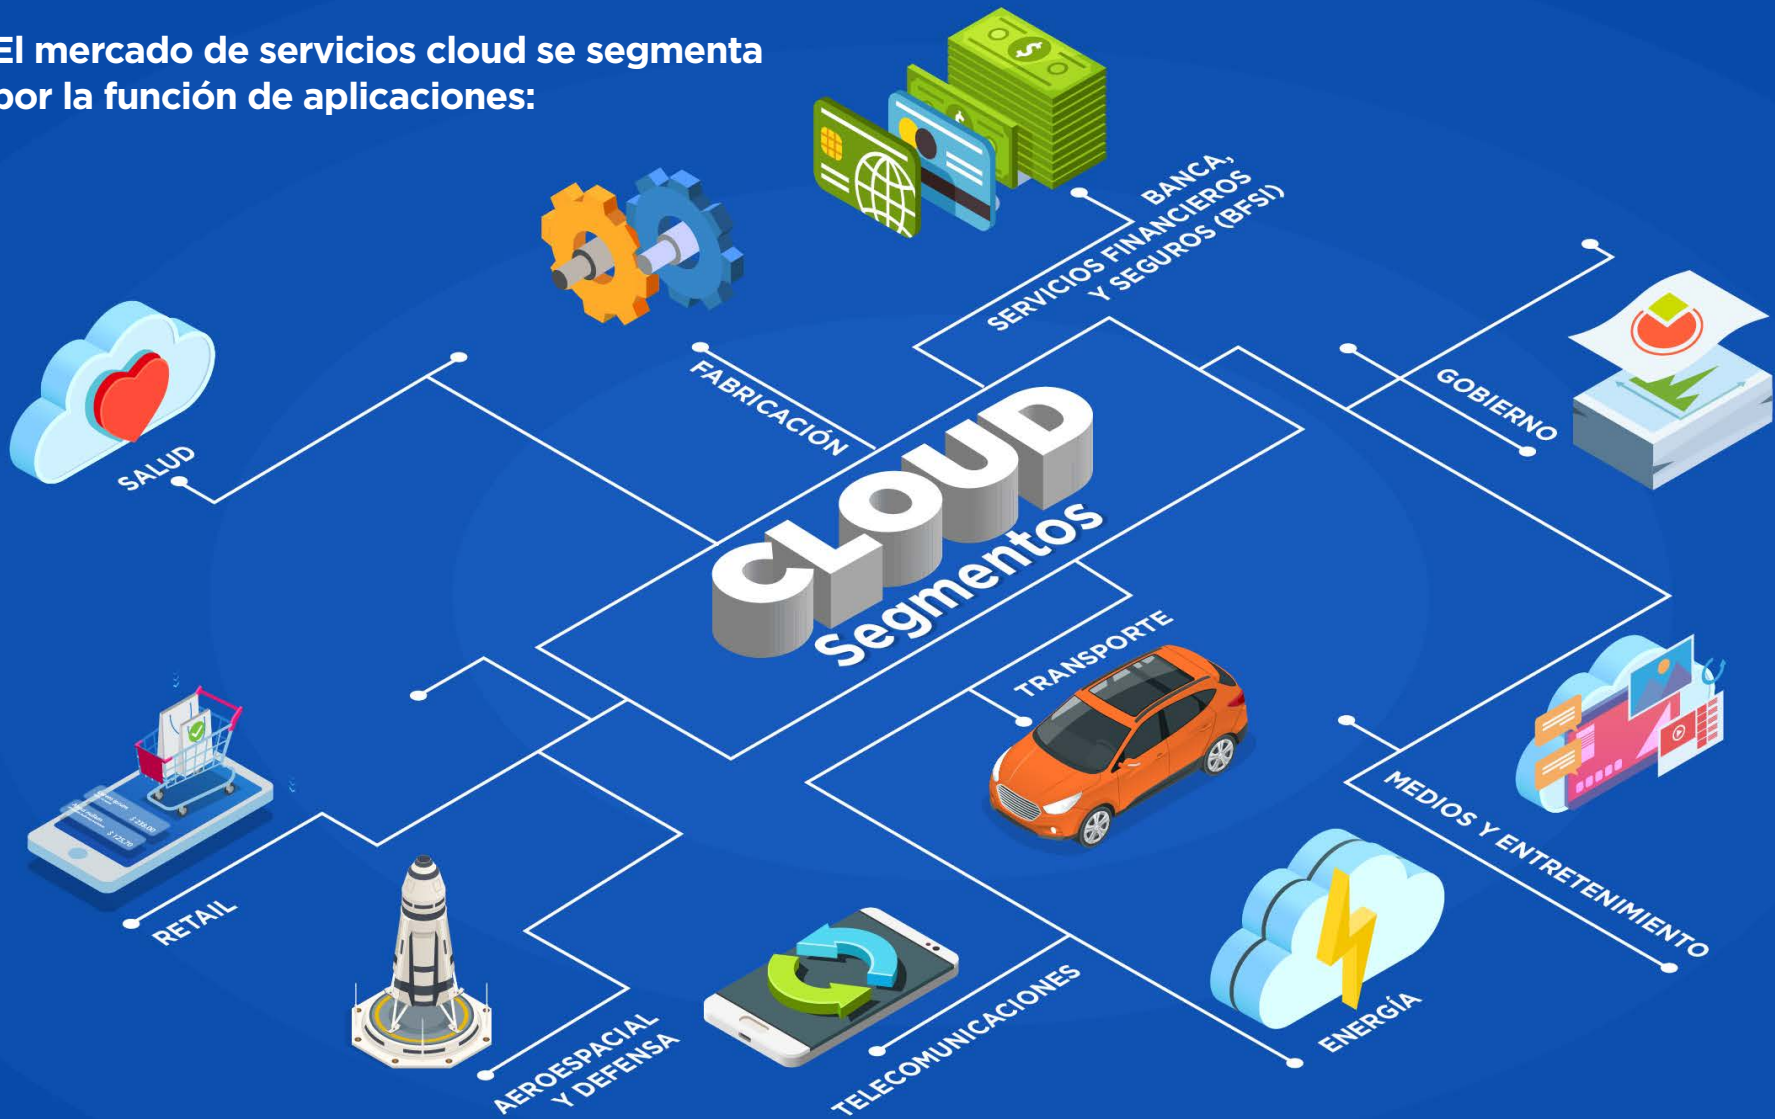 El mercado de servicios cloud se segmenta
por la función de aplicaciones:
BANCA,
SERVICIOS FINANCIEROS
Y SEGUROS (BFSI)
FABRICACIÓN
GOBIERNO
SALUD
CLOUD
Segmentos
TRANSPORTE
MEDIOS Y ENTRETENIMIENTO
RETAIL
ENERGÍA
TELECOMUNICACIONES
AEROESPACIAL
Y DEFENSA